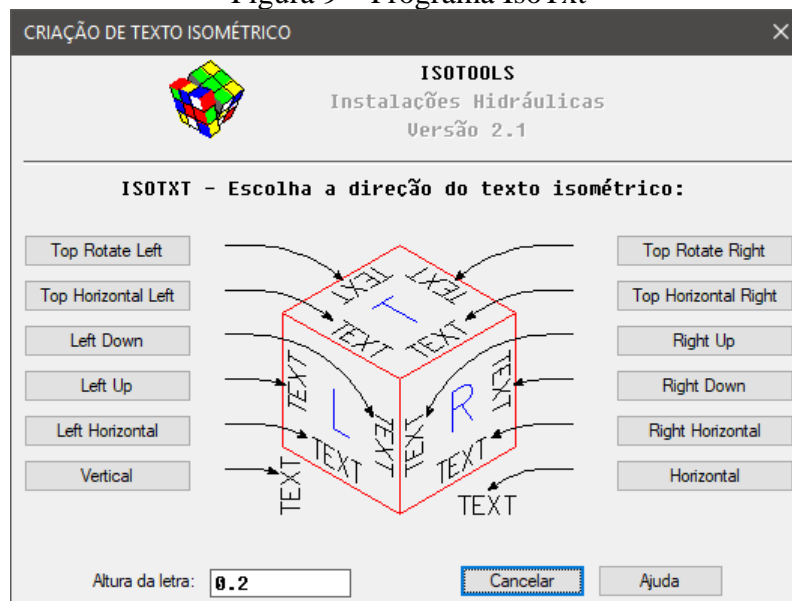 Figura 9 – Programa IsoTxt
CRIAÇÃO DE TEXTO ISOMÉTRICO
ISOTOOLS
Instalações Hidráulicas
Versão 2.1
ISOTXT - Escolha a direção do texto isométrico:
Top Rotate Left
Top Rotate Right
Top Horizontal Left
Top Horizontal Right
Left Down
Right Up
Left Up
Right Down
Left Horizontal
Right Horizontal
Vertical
Horizontal
TEXT
TEXT
T
TEXT
TEXT
TEXT
L
TEXT
TEXT
R
TEXT
TEXT
TEXT
TEXT
TEXT
Altura da letra:
0.2
Cancelar
Ajuda